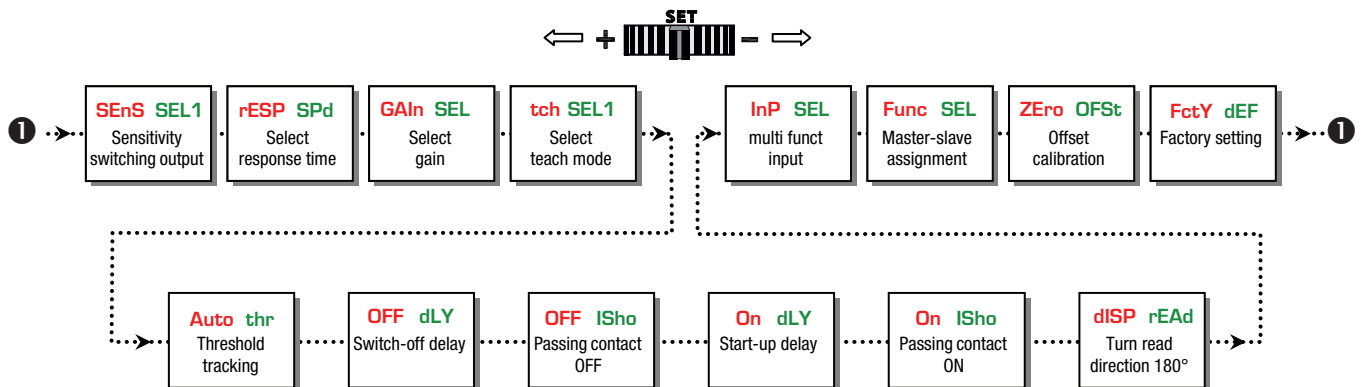 SET
+ -
❶
SEnS SEL1
Sensitivity
switching output
rESP SPd
Select
response time
GAIn SEL
Select
gain
tch SEL1
Select
teach mode
InP SEL
multi funct
input
Func SEL
Master-slave
assignment
ZEro OFSt
Offset
calibration
FctY dEF
Factory setting
❶
Auto thr
Threshold
tracking
OFF dLY
Switch-off delay
OFF ISho
Passing contact
OFF
On dLY
Start-up delay
On ISho
Passing contact
ON
dISP rEAd
Turn read
direction 180°